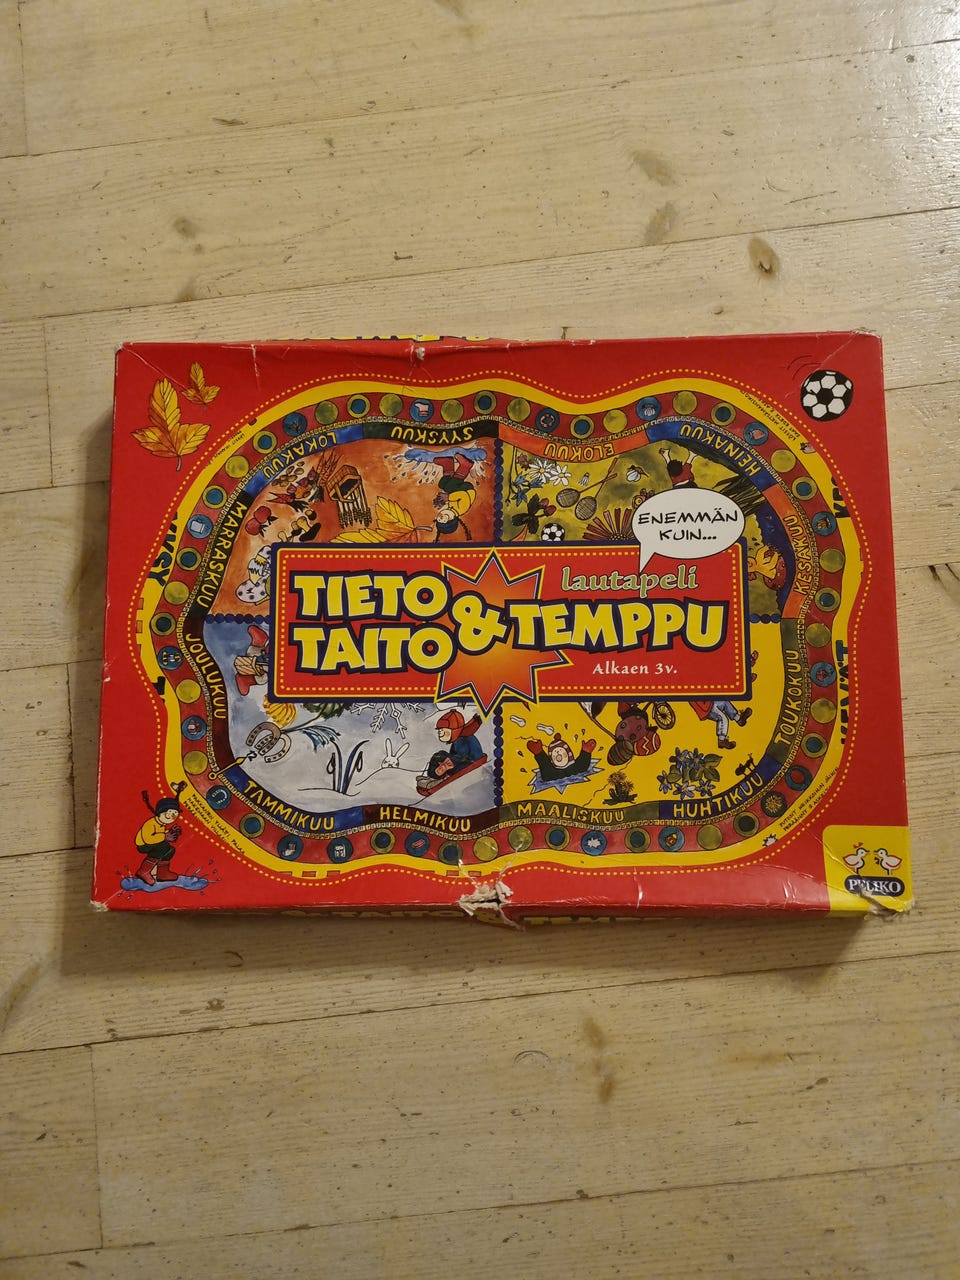 ENEMMÄN
KUIN...
lautapeli
TIETO
TAITO
&
TEMPPU
Alkaen 3v.
SYYSKUU
ELOKUU
HEINÄKUU
KESÄKUU
TOUKOKUU
HUHTIKUU
MAALISKUU
HELMIKUU
TAMMIKUU
JOULUKUU
MARRASKUU
LOKAKUU
PELIKO